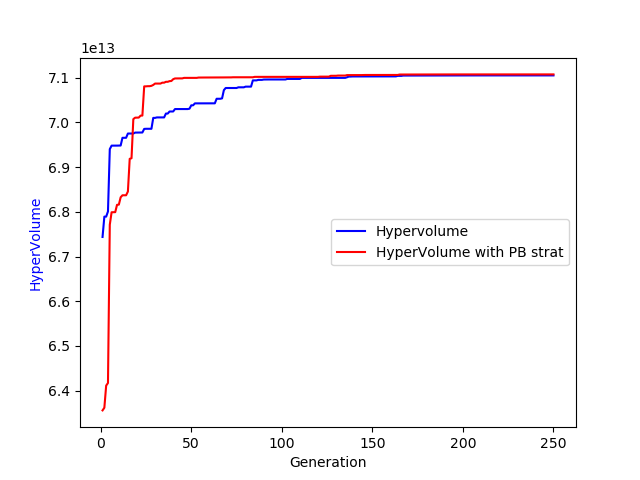 1e13
7.1
7.0
6.9
6.8
6.7
6.6
6.5
6.4
HyperVolume
Hypervolume
HyperVolume with PB strat
0
50
100
150
200
250
Generation